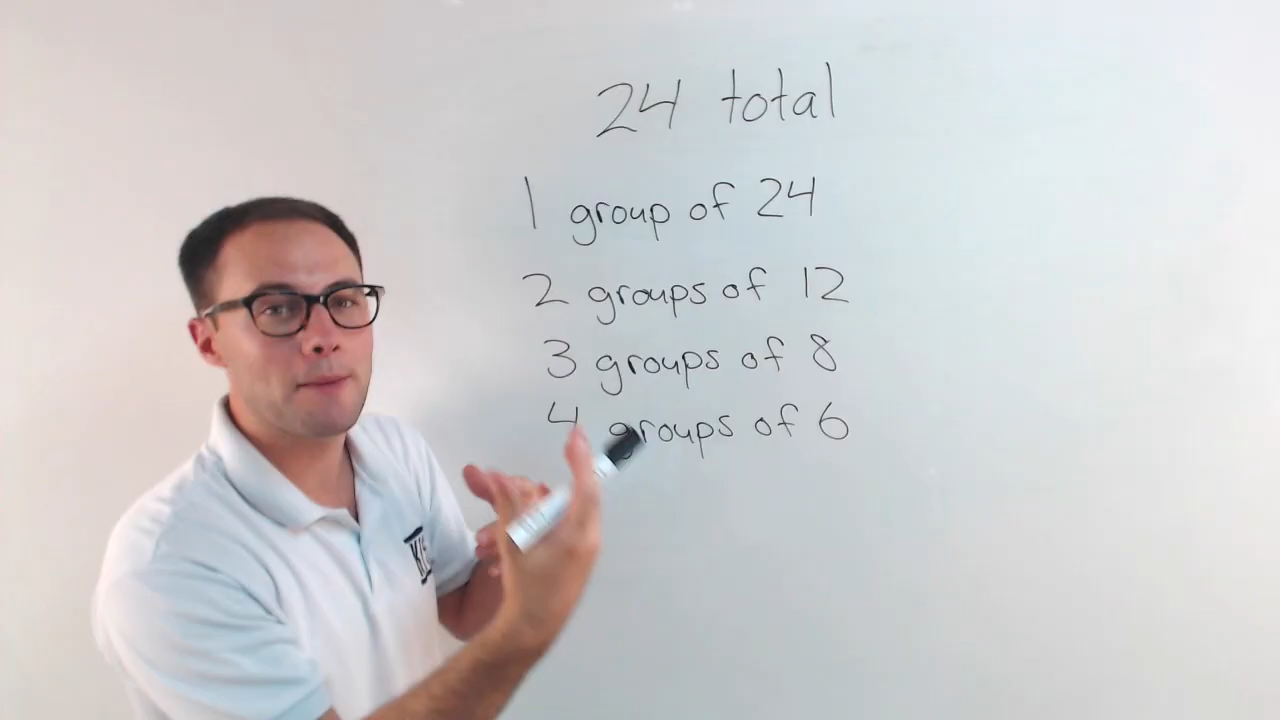 24 total
1 group of 24
2 groups of 12
3 groups of 8
4 groups of 6